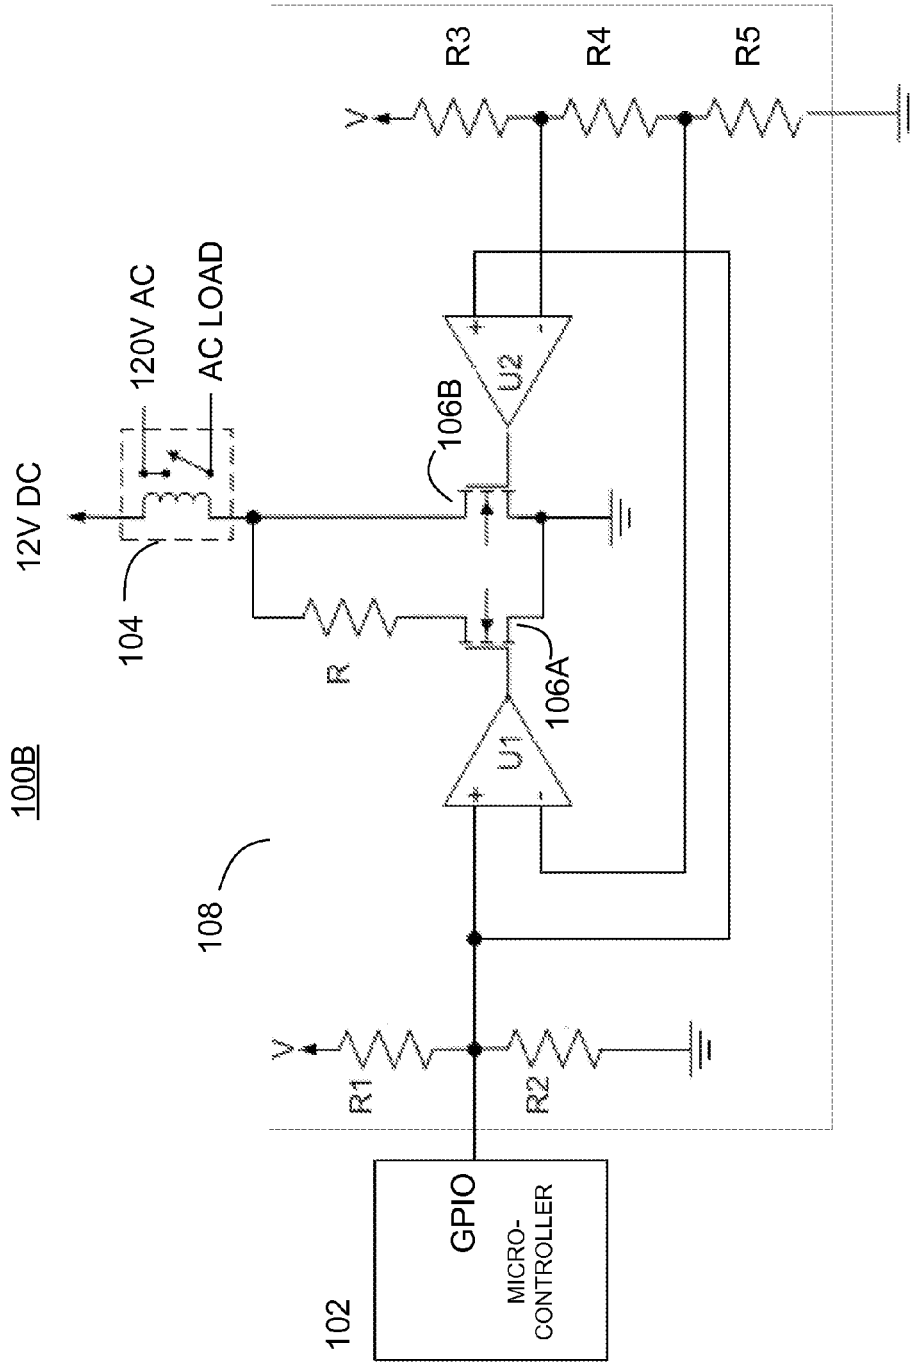 100B
12V DC
104
120V AC
AC LOAD
108
R
106B
106A
V
R3
R4
R5
V
R1
R2
+
-
U1
+
-
U2
102
GPIO
MICRO-
CONTROLLER